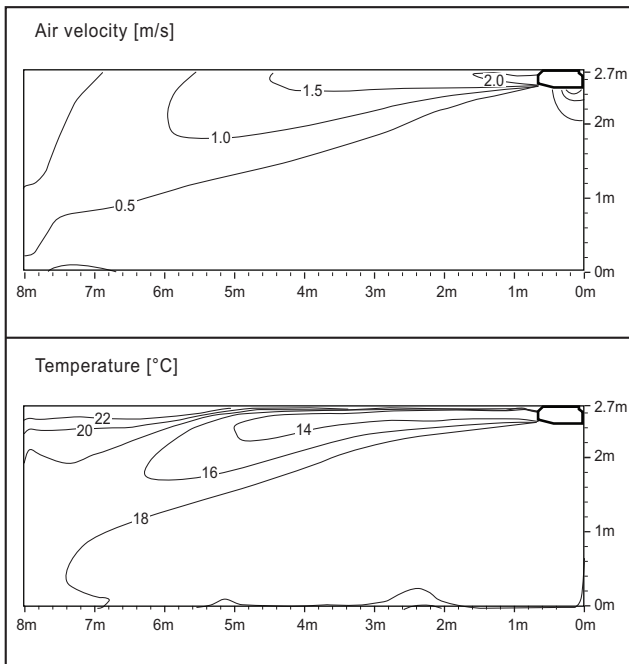 Air velocity [m/s]
2.0
2.7m
1.5
2m
1.0
1m
0.5
0m
8m 7m 6m 5m 4m 3m 2m 1m 0m
Temperature [°C]
22
2.7m
20
14
2m
16
18
1m
0m
8m 7m 6m 5m 4m 3m 2m 1m 0m